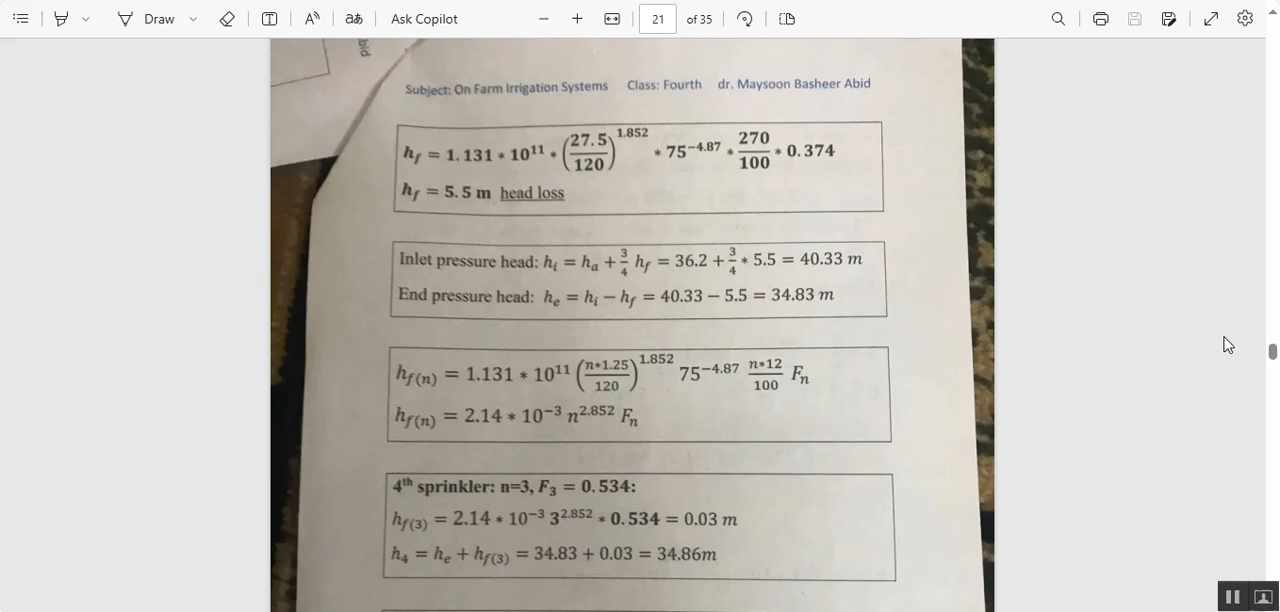 Draw
Ask Copilot
21 of 35
Subject: On Farm Irrigation Systems Class: Fourth dr. Maysoon Basheer Abid
h_f = 1.131 * 10^11 * (27.5/120)^1.852 * 75^−4.87 * 270/100 * 0.374
h_f = 5.5 m head loss
Inlet pressure head: h_i = h_a + 3/4 h_f = 36.2 + 3/4 * 5.5 = 40.33 m
End pressure head: h_e = h_i − h_f = 40.33 − 5.5 = 34.83 m
h_f(n) = 1.131 * 10^11 (n*1.25/120)^1.852 75^−4.87 n*12/100 F_n
h_f(n) = 2.14 * 10^−3 n^2.852 F_n
4th sprinkler: n=3, F_3 = 0.534:
h_f(3) = 2.14 * 10^−3 3^2.852 * 0.534 = 0.03 m
h_4 = h_e + h_f(3) = 34.83 + 0.03 = 34.86m